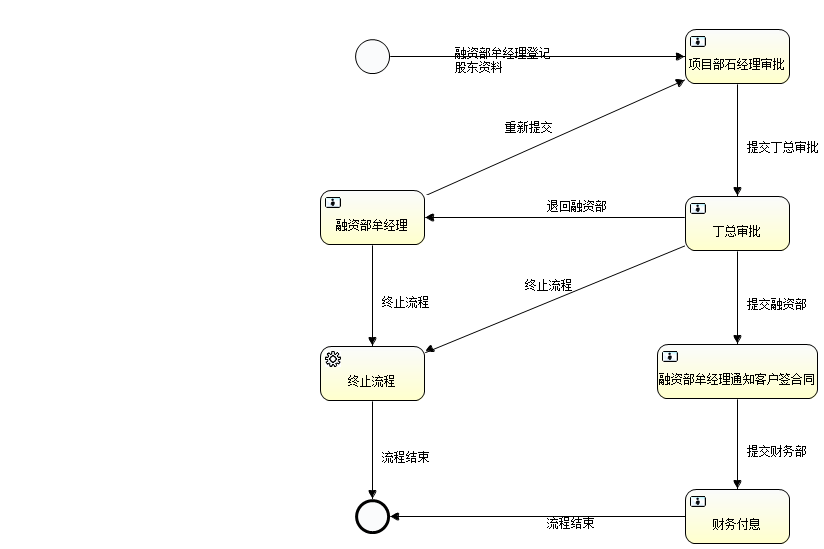 融资部牟经理登记
股东资料
项目部石经理审批
重新提交
提交丁总审批
融资部牟经理
退回融资部
丁总审批
终止流程
终止流程
提交融资部
终止流程
融资部牟经理通知客户签合同
流程结束
提交财务部
流程结束
财务付息